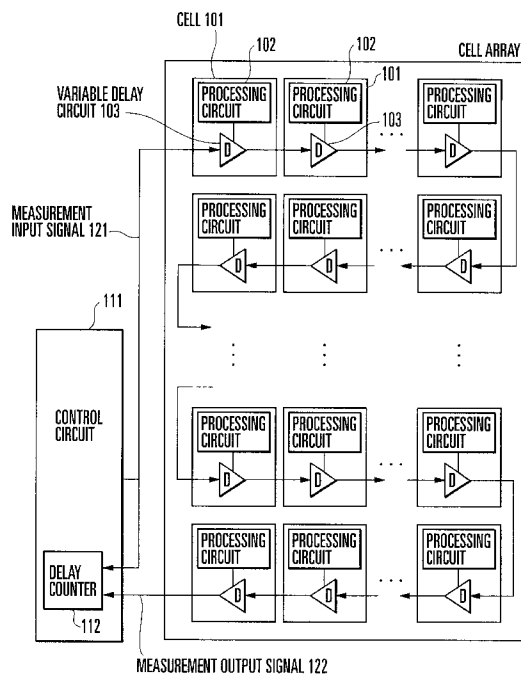 CELL 101
102
102
CELL ARRAY
101
VARIABLE DELAY
CIRCUIT 103
PROCESSING
CIRCUIT
PROCESSING
CIRCUIT
PROCESSING
CIRCUIT
D
D
103
D
MEASUREMENT
INPUT SIGNAL 121
PROCESSING
CIRCUIT
PROCESSING
CIRCUIT
PROCESSING
CIRCUIT
D
D
D
111
CONTROL
CIRCUIT
PROCESSING
CIRCUIT
PROCESSING
CIRCUIT
PROCESSING
CIRCUIT
D
D
D
PROCESSING
CIRCUIT
PROCESSING
CIRCUIT
PROCESSING
CIRCUIT
D
D
D
DELAY
COUNTER
112
MEASUREMENT OUTPUT SIGNAL 122